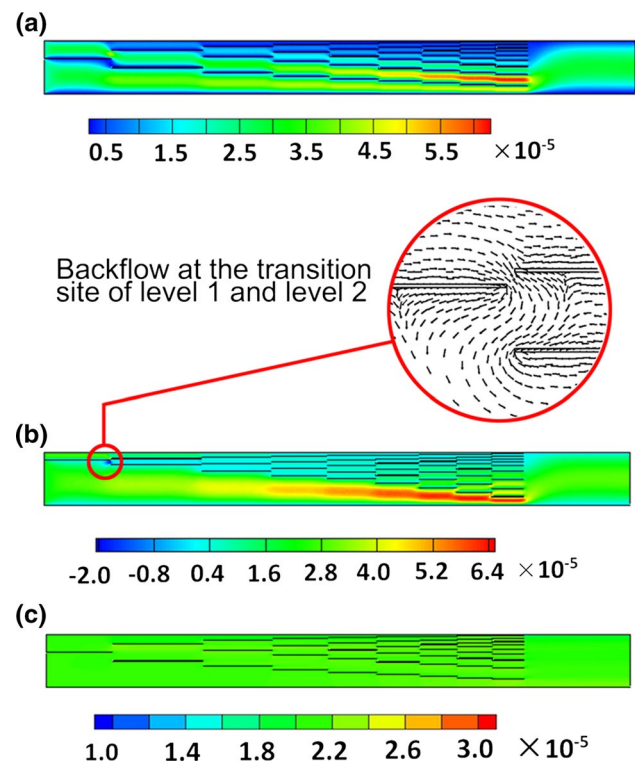 (a)
0.5 1.5 2.5 3.5 4.5 5.5 ×10⁻⁵
Backflow at the transition
site of level 1 and level 2
(b)
-2.0 -0.8 0.4 1.6 2.8 4.0 5.2 6.4 ×10⁻⁵
(c)
1.0 1.4 1.8 2.2 2.6 3.0 ×10⁻⁵